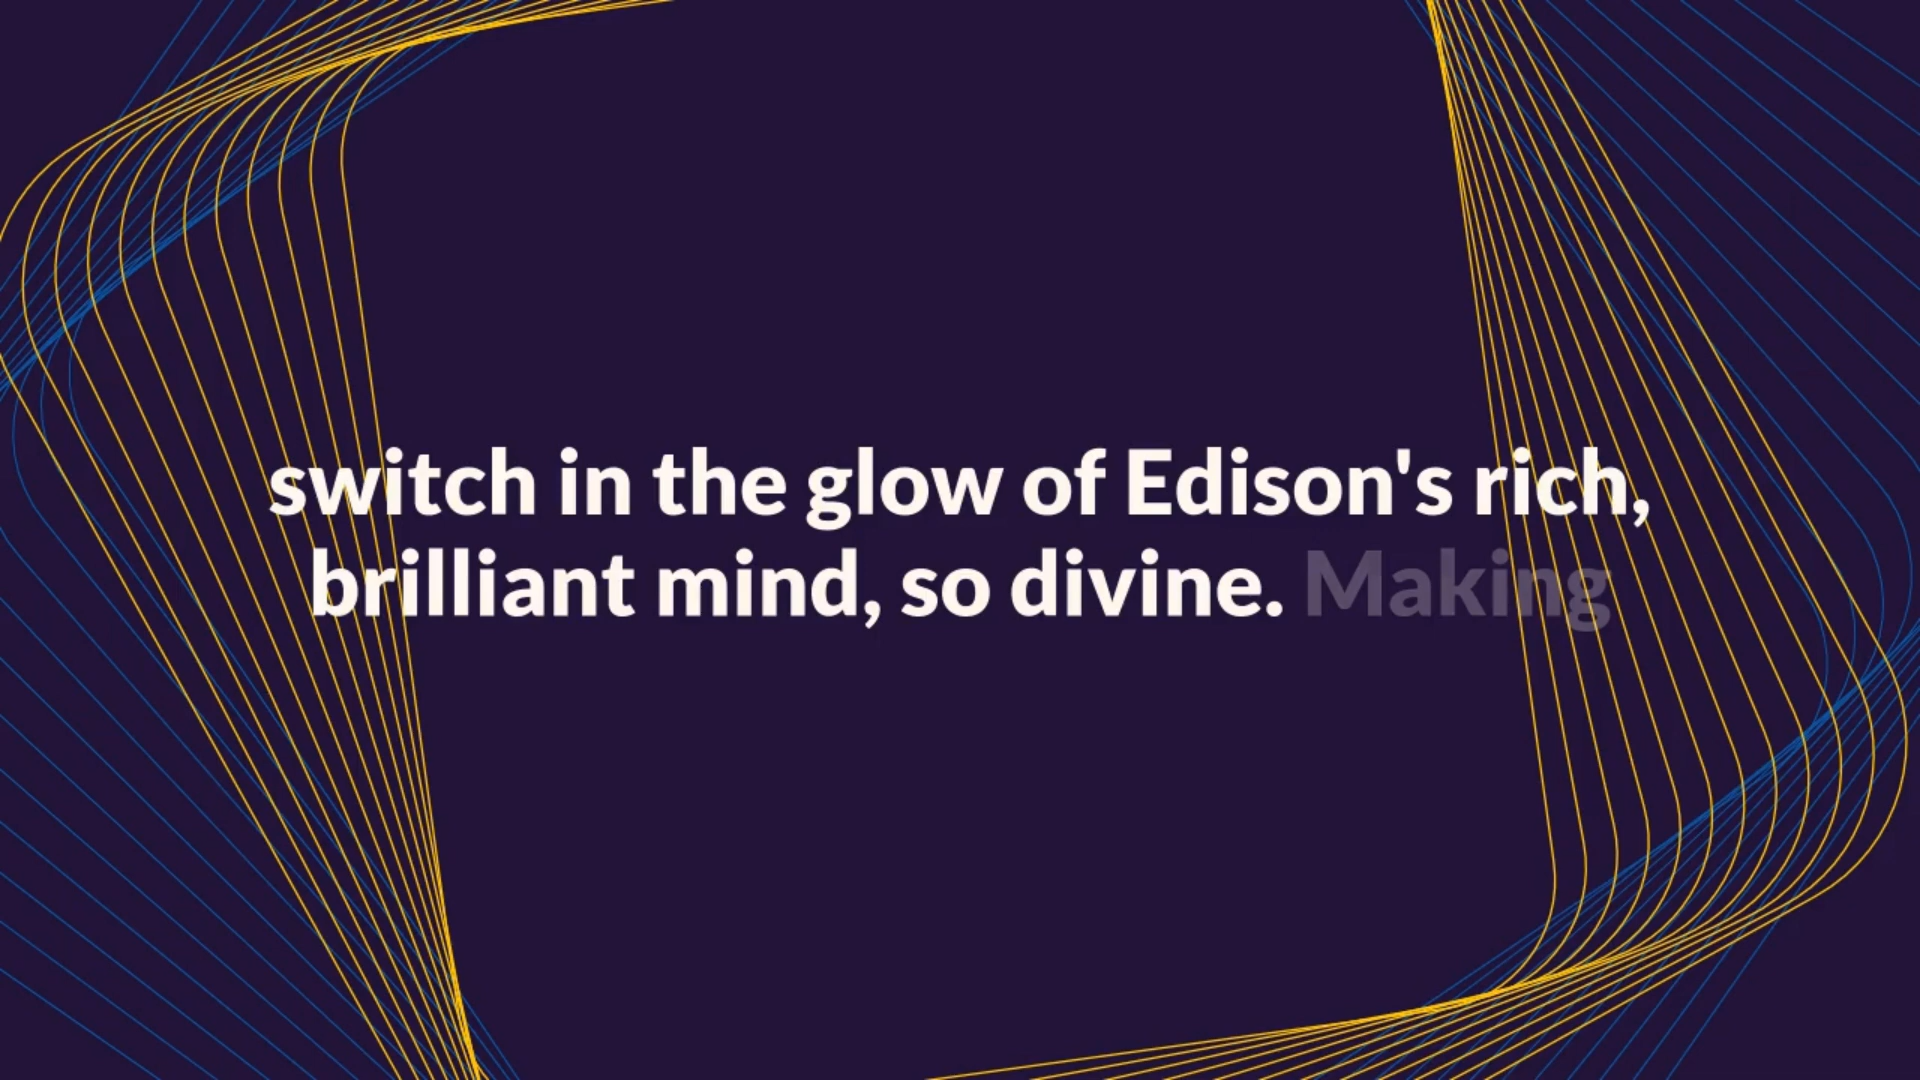 switch in the glow of Edison's rich,
brilliant mind, so divine. Making